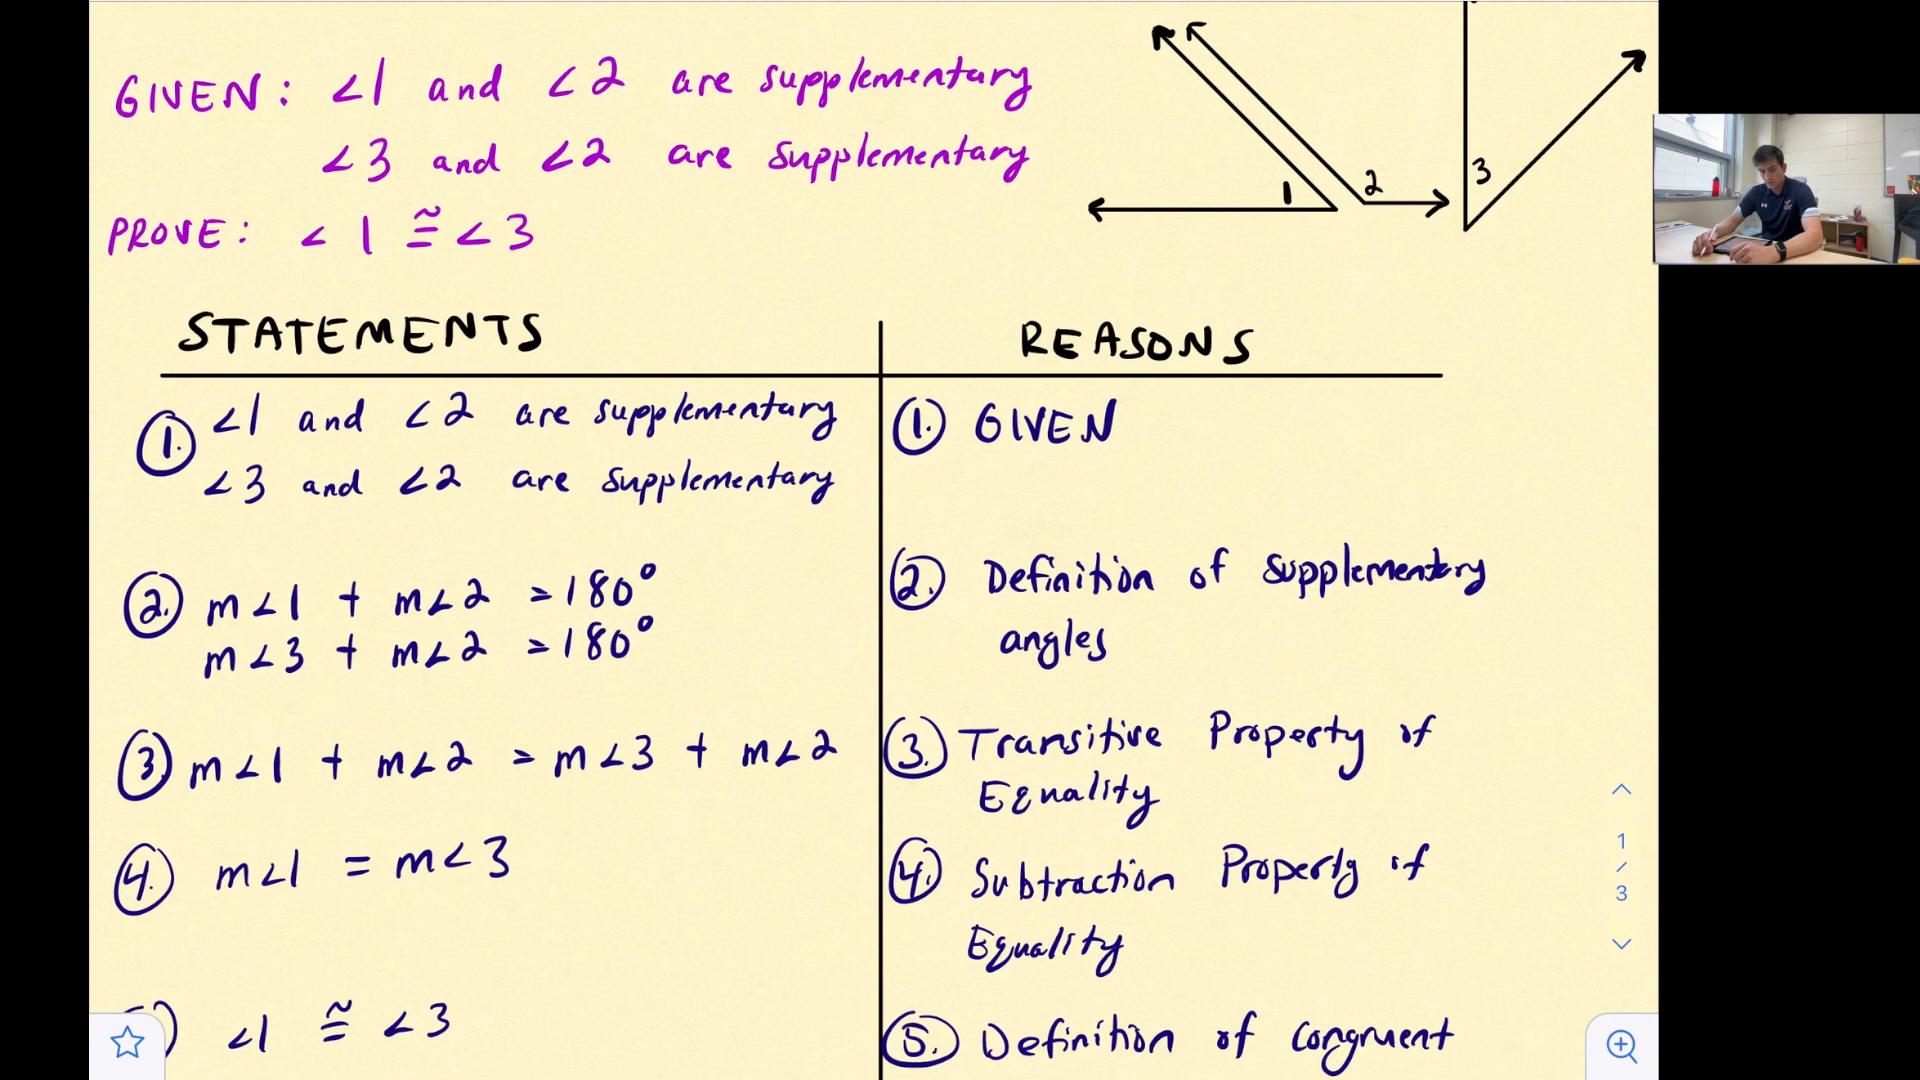 GIVEN: ∠1 and ∠2 are supplementary
∠3 and ∠2 are supplementary
PROVE: ∠1 ≅ ∠3
1 2 3
STATEMENTS
REASONS
1. ∠1 and ∠2 are supplementary
∠3 and ∠2 are supplementary
1. GIVEN
2. m∠1 + m∠2 = 180°
m∠3 + m∠2 = 180°
2. Definition of supplementary
angles
3. m∠1 + m∠2 = m∠3 + m∠2
3. Transitive Property of
Equality
4. m∠1 = m∠3
4. Subtraction Property of
Equality
∠1 ≅ ∠3
5. Definition of congruent
1
/
3